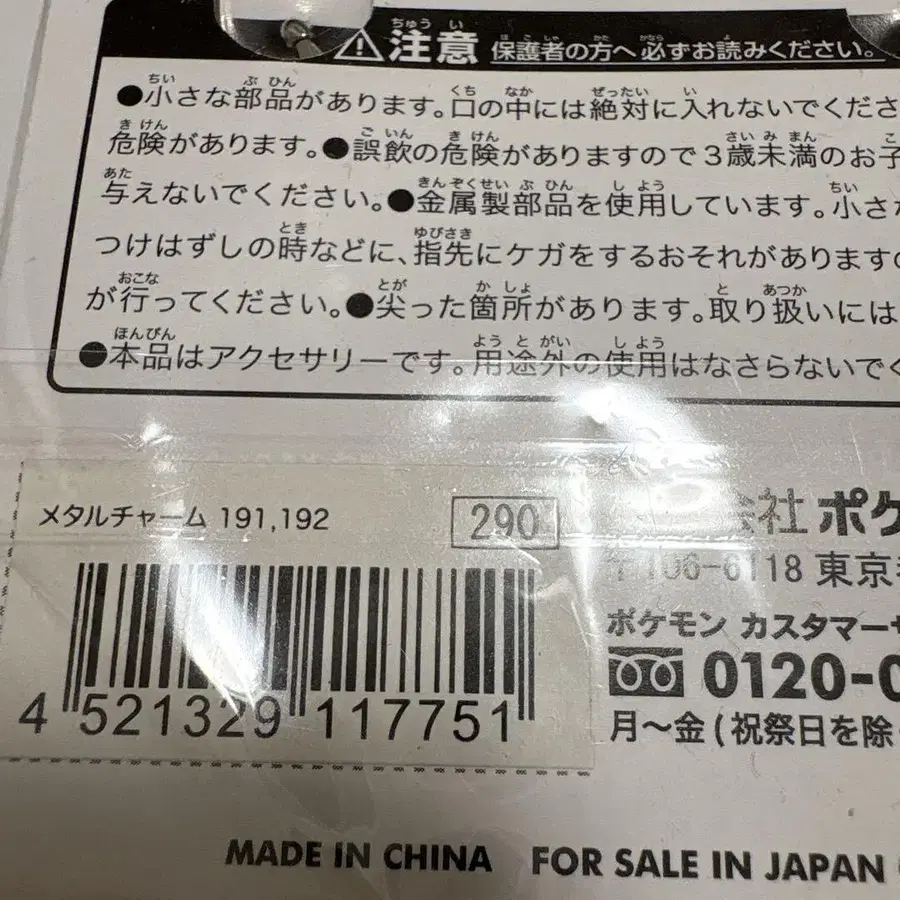 注意 保護者の方へ必ずお読みください。
●小さな部品があります。口の中には絶対に入れないでくださ
危険があります。●誤飲の危険がありますので３歳未満のお子
与えないでください。●金属製部品を使用しています。小さな
つけはずしの時などに、指先にケガをするおそれがありますの
が行ってください。●尖った箇所があります。取り扱いには
●本品はアクセサリーです。用途外の使用はなさらないでく
メタルチャーム 191,192
290
会社 ポケ
〒106-6118 東京
ポケモン カスタマーサ
0120-0
月～金(祝祭日を除
4 521329 117751
MADE IN CHINA
FOR SALE IN JAPAN